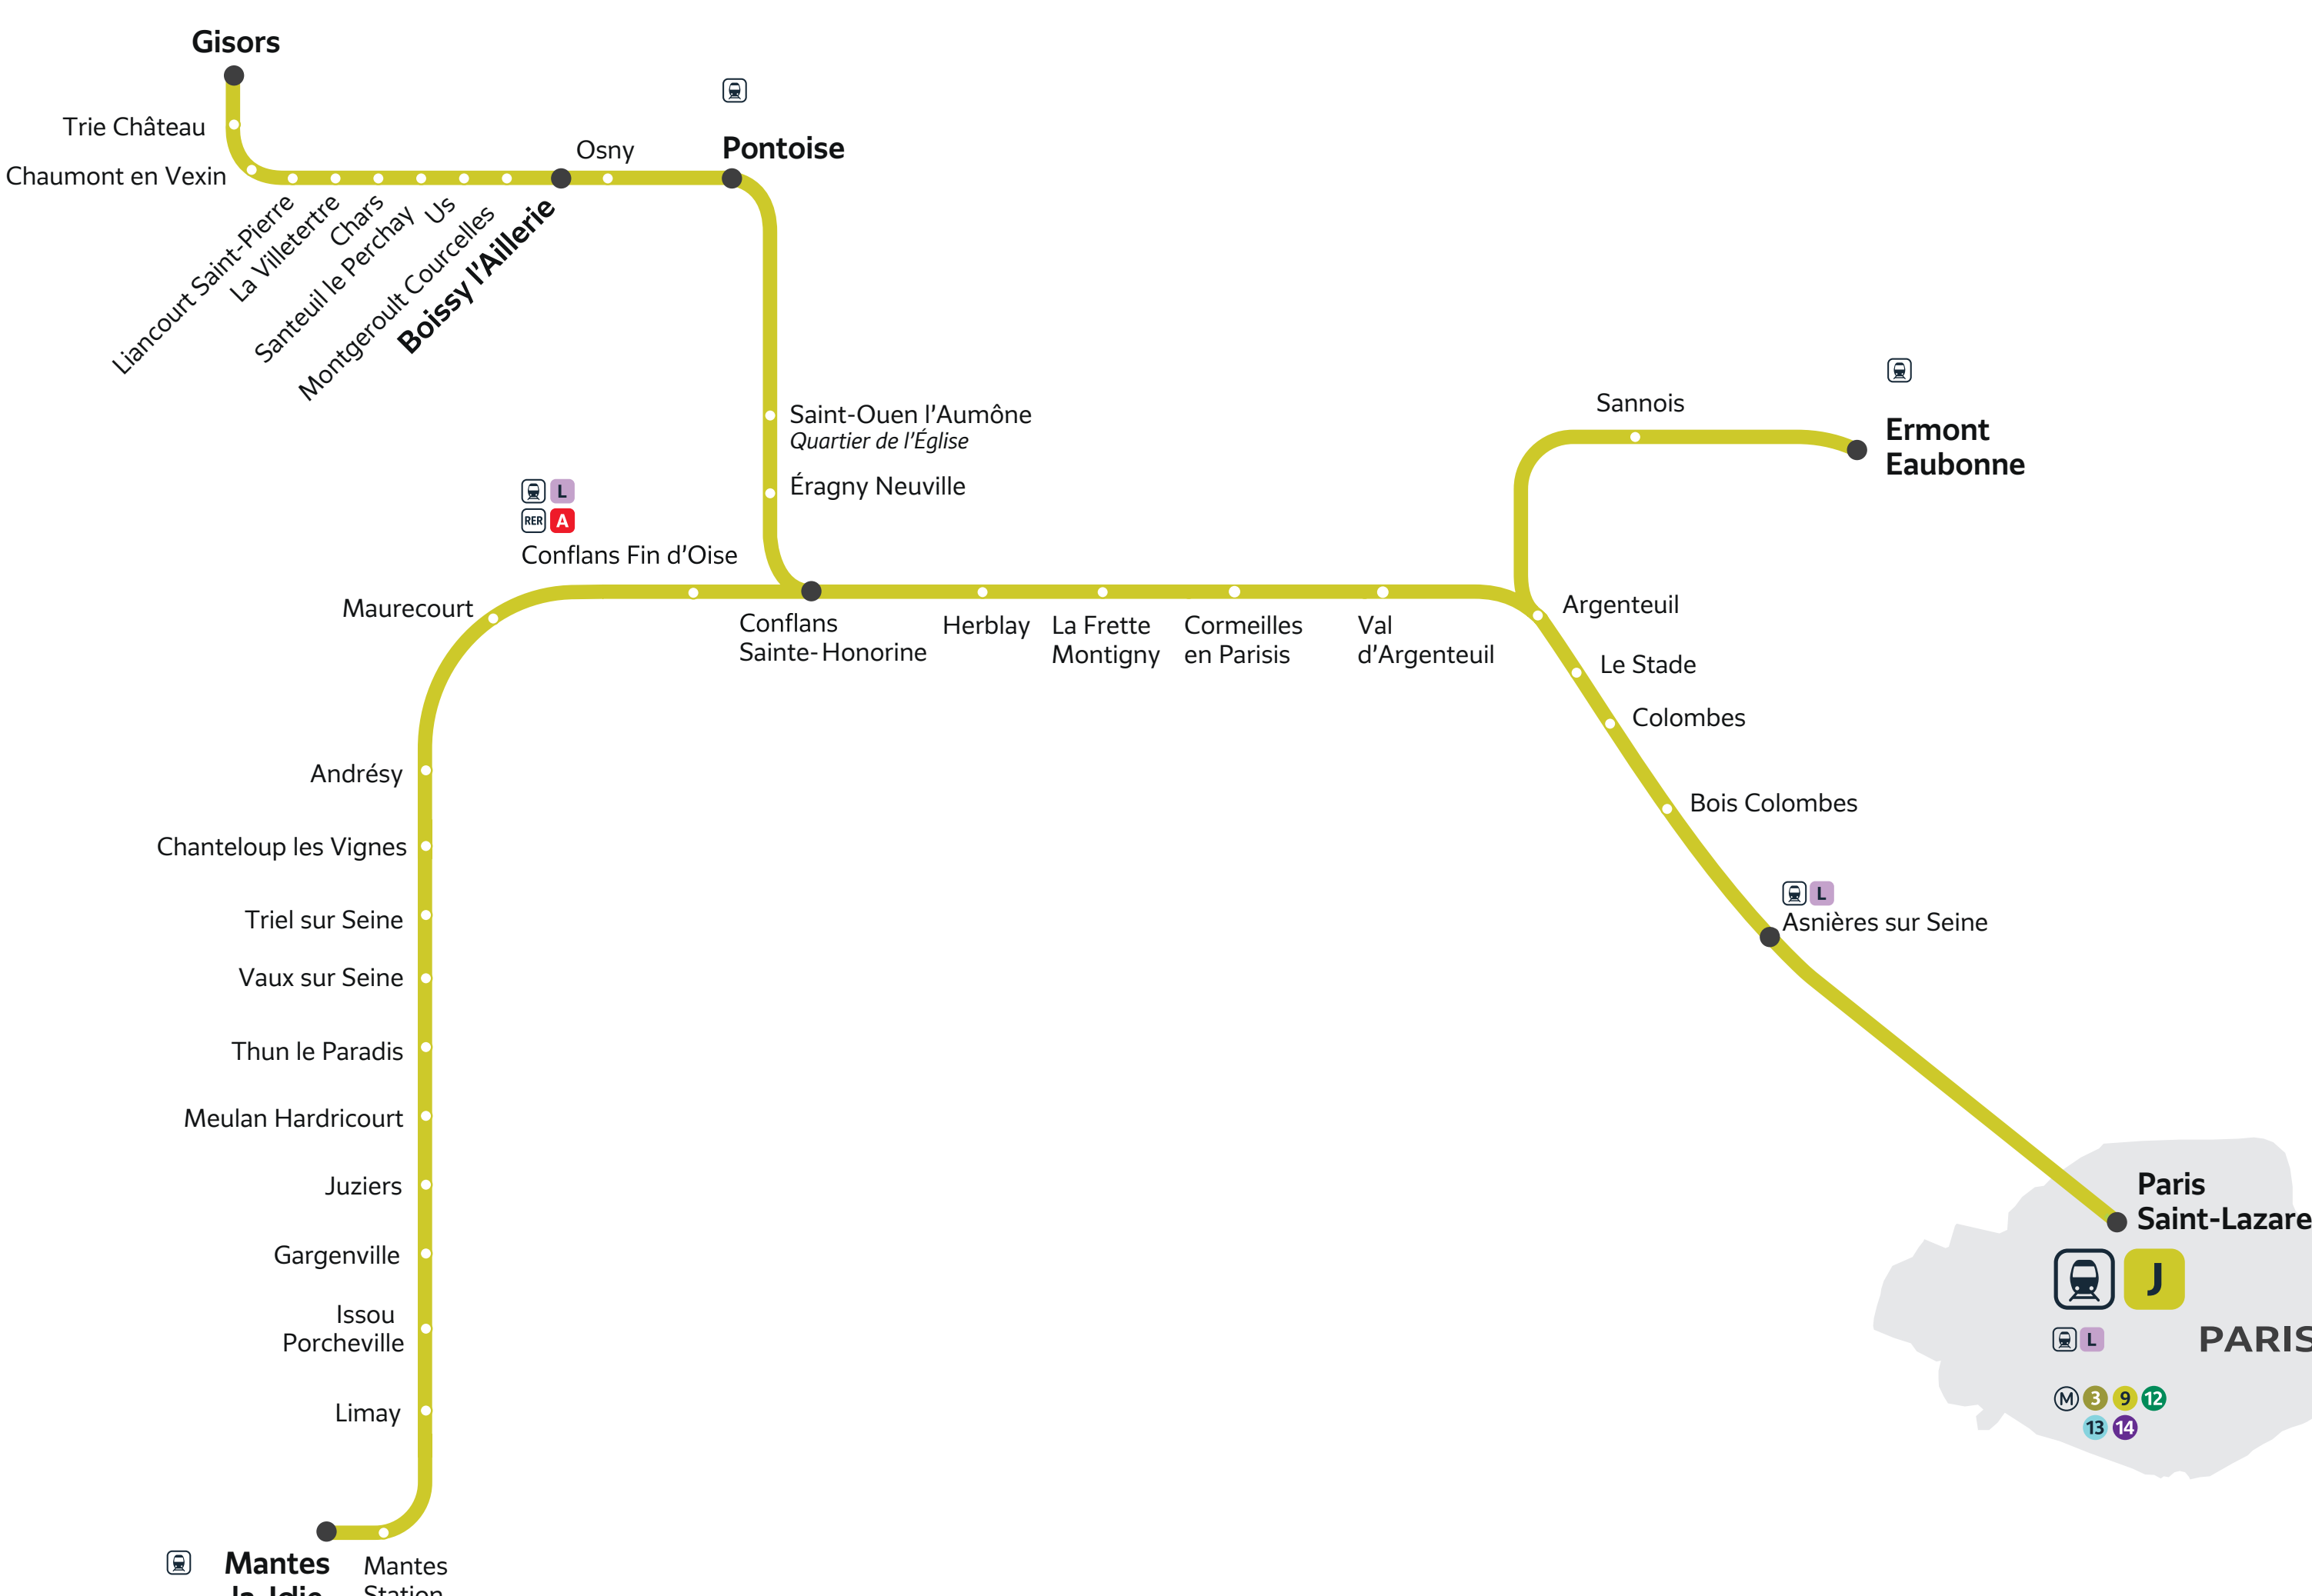 Gisors
Trie Château
Chaumont en Vexin
Liancourt Saint-Pierre
La Villetertre
Chars
Santeuil le Perchay
Us
Montgeroult Courcelles
Boissy l'Aillerie
Osny
Pontoise
Saint-Ouen l'Aumône
Quartier de l'Église
Éragny Neuville
L
RER A
Conflans Fin d'Oise
Maurecourt
Conflans
Sainte-Honorine
Herblay
La Frette
Montigny
Cormeilles
en Parisis
Val
d'Argenteuil
Sannois
Ermont
Eaubonne
Argenteuil
Le Stade
Colombes
Bois Colombes
L
Asnières sur Seine
Andrésy
Chanteloup les Vignes
Triel sur Seine
Vaux sur Seine
Thun le Paradis
Meulan Hardricourt
Juziers
Gargenville
Issou
Porcheville
Limay
Mantes
la-Jolie
Mantes
Station
Paris
Saint-Lazare
J
L
PARIS
M 3 9 12
13 14